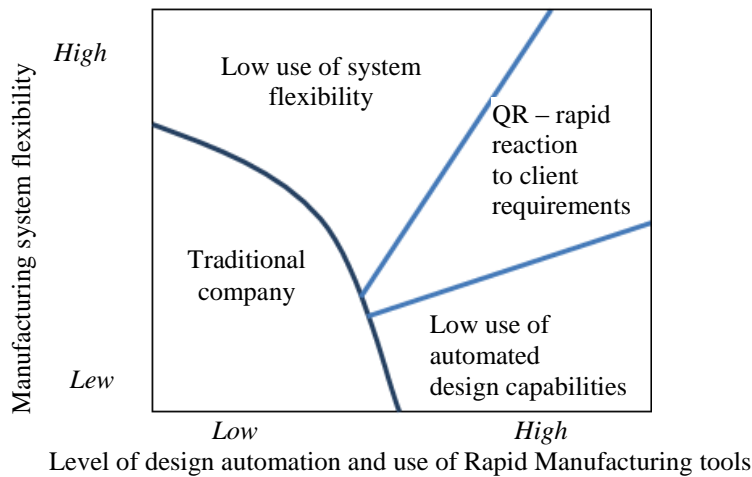 Manufacturing system flexibility
High
Low use of system
flexibility
QR – rapid
reaction
to client
requirements
Traditional
company
Low use of
automated
design capabilities
Lew
Low
High
Level of design automation and use of Rapid Manufacturing tools